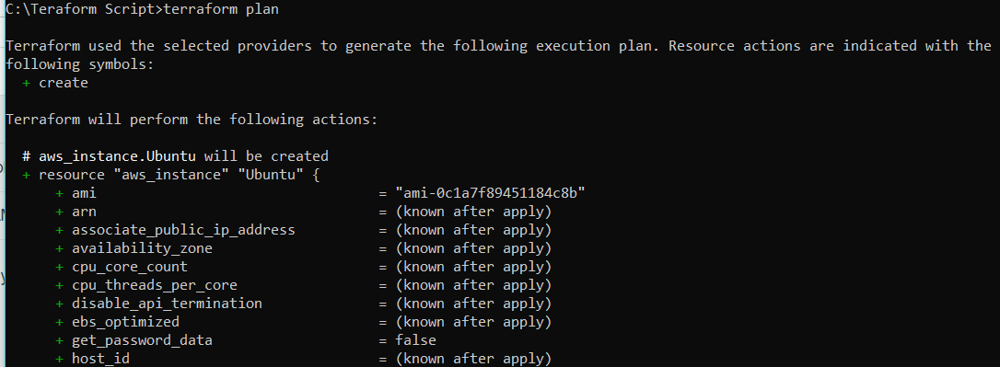 C:\Teraform Script>terraform plan
Terraform used the selected providers to generate the following execution plan. Resource actions are indicated with the
following symbols:
+ create
Terraform will perform the following actions:
# aws_instance.Ubuntu will be created
+ resource "aws_instance" "Ubuntu" {
+ ami = "ami-0c1a7f89451184c8b"
+ arn = (known after apply)
+ associate_public_ip_address = (known after apply)
+ availability_zone = (known after apply)
+ cpu_core_count = (known after apply)
+ cpu_threads_per_core = (known after apply)
+ disable_api_termination = (known after apply)
+ ebs_optimized = (known after apply)
+ get_password_data = false
+ host_id = (known after apply)